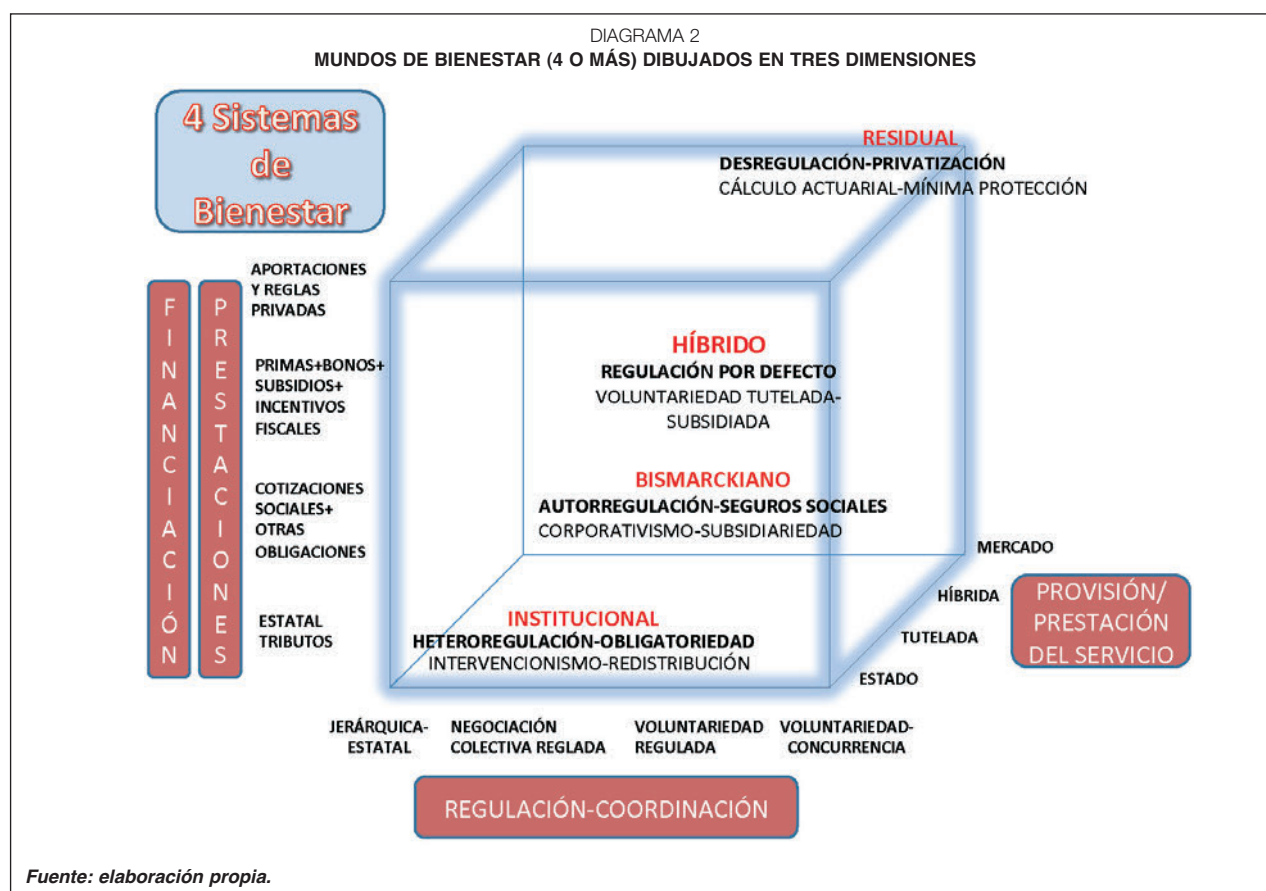 DIAGRAMA 2
MUNDOS DE BIENESTAR (4 O MÁS) DIBUJADOS EN TRES DIMENSIONES
4 Sistemas
de
Bienestar
RESIDUAL
DESREGULACIÓN-PRIVATIZACIÓN
CÁLCULO ACTUARIAL-MÍNIMA PROTECCIÓN
FINANCIACIÓN
PRESTACIONES
APORTACIONES
Y REGLAS
PRIVADAS
PRIMAS+BONOS+
SUBSIDIOS+
INCENTIVOS
FISCALES
COTIZACIONES
SOCIALES+
OTRAS
OBLIGACIONES
ESTATAL
TRIBUTOS
HÍBRIDO
REGULACIÓN POR DEFECTO
VOLUNTARIEDAD TUTELADA-
SUBSIDIADA
BISMARCKIANO
AUTORREGULACIÓN-SEGUROS SOCIALES
CORPORATIVISMO-SUBSIDIARIEDAD
INSTITUCIONAL
HETEROREGULACIÓN-OBLIGATORIEDAD
INTERVENCIONISMO-REDISTRIBUCIÓN
MERCADO
HÍBRIDA
TUTELADA
ESTADO
PROVISIÓN/
PRESTACIÓN
DEL SERVICIO
JERÁRQUICA-
ESTATAL
NEGOCIACIÓN
COLECTIVA REGLADA
VOLUNTARIEDAD
REGULADA
VOLUNTARIEDAD-
CONCURRENCIA
REGULACIÓN-COORDINACIÓN
Fuente: elaboración propia.